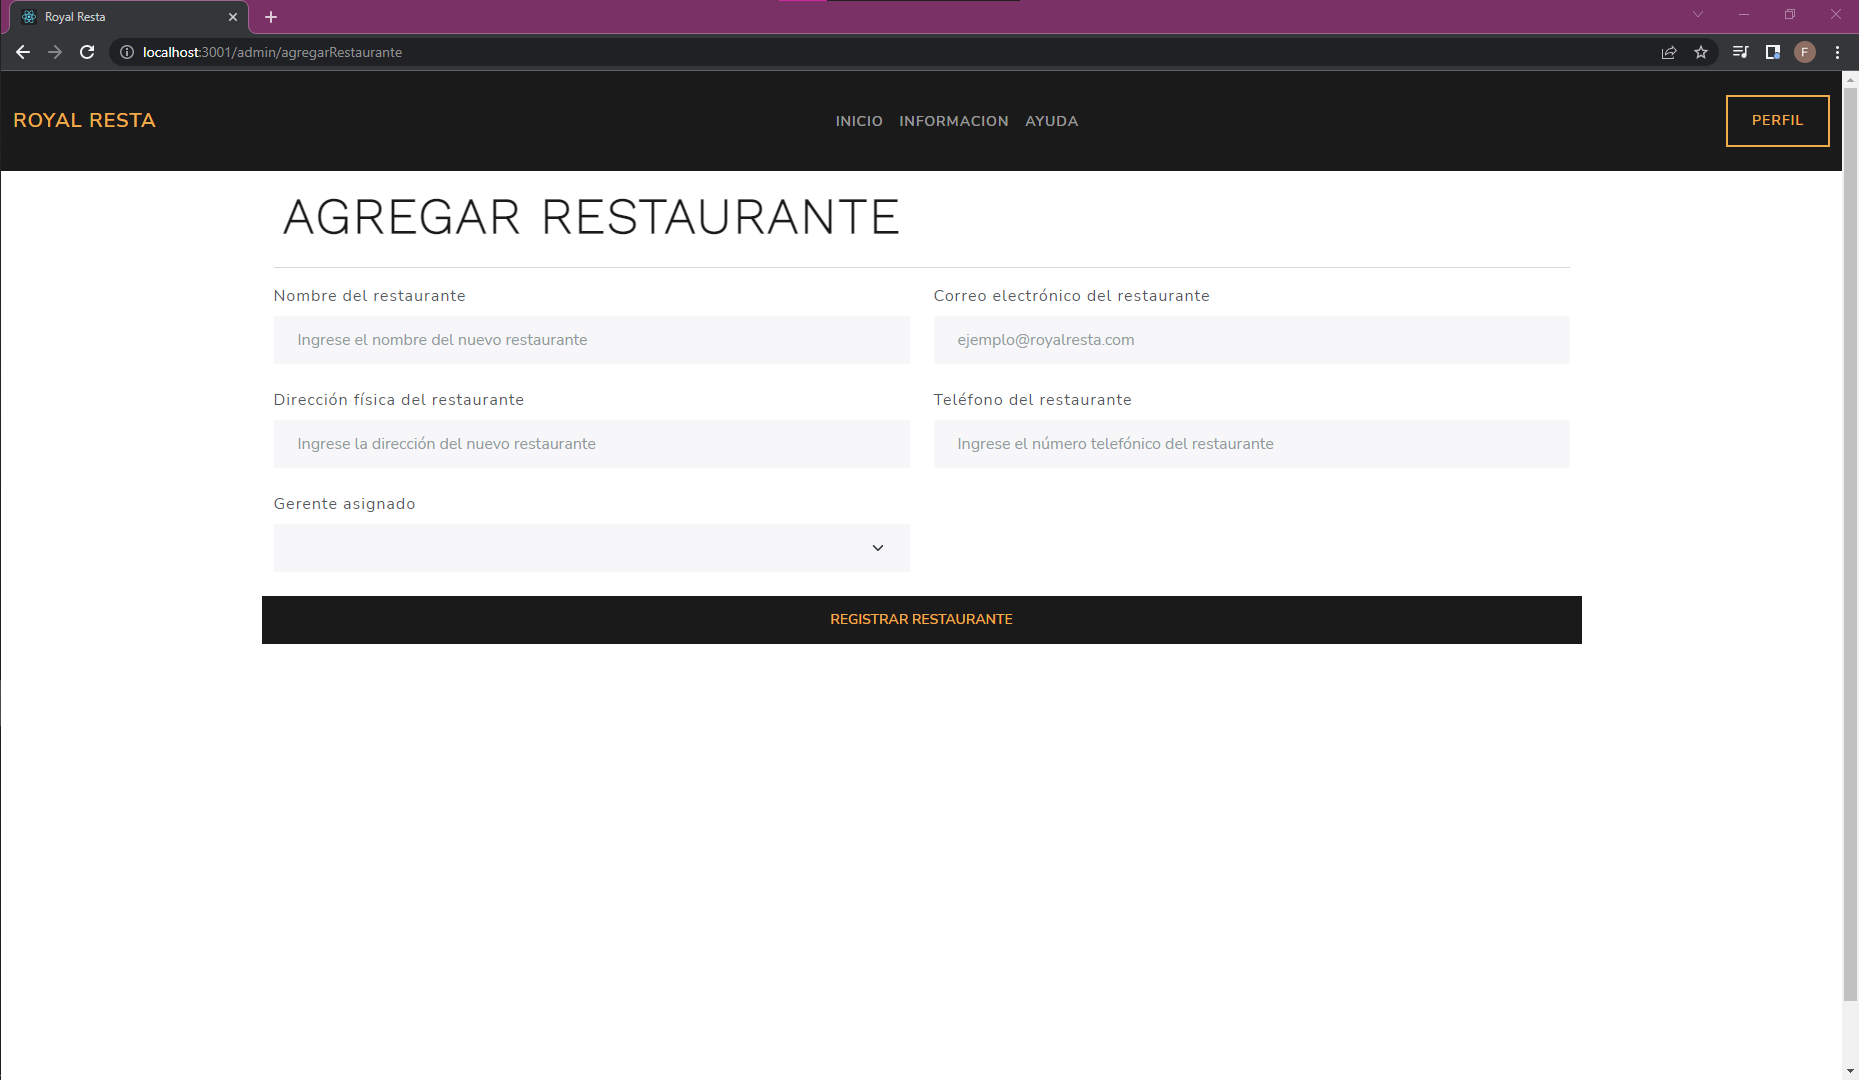 Royal Resta
localhost:3001/admin/agregarRestaurante
F
ROYAL RESTA
INICIO INFORMACION AYUDA
PERFIL
AGREGAR RESTAURANTE
Nombre del restaurante
Correo electrónico del restaurante
Ingrese el nombre del nuevo restaurante
ejemplo@royalresta.com
Dirección física del restaurante
Teléfono del restaurante
Ingrese la dirección del nuevo restaurante
Ingrese el número telefónico del restaurante
Gerente asignado
REGISTRAR RESTAURANTE